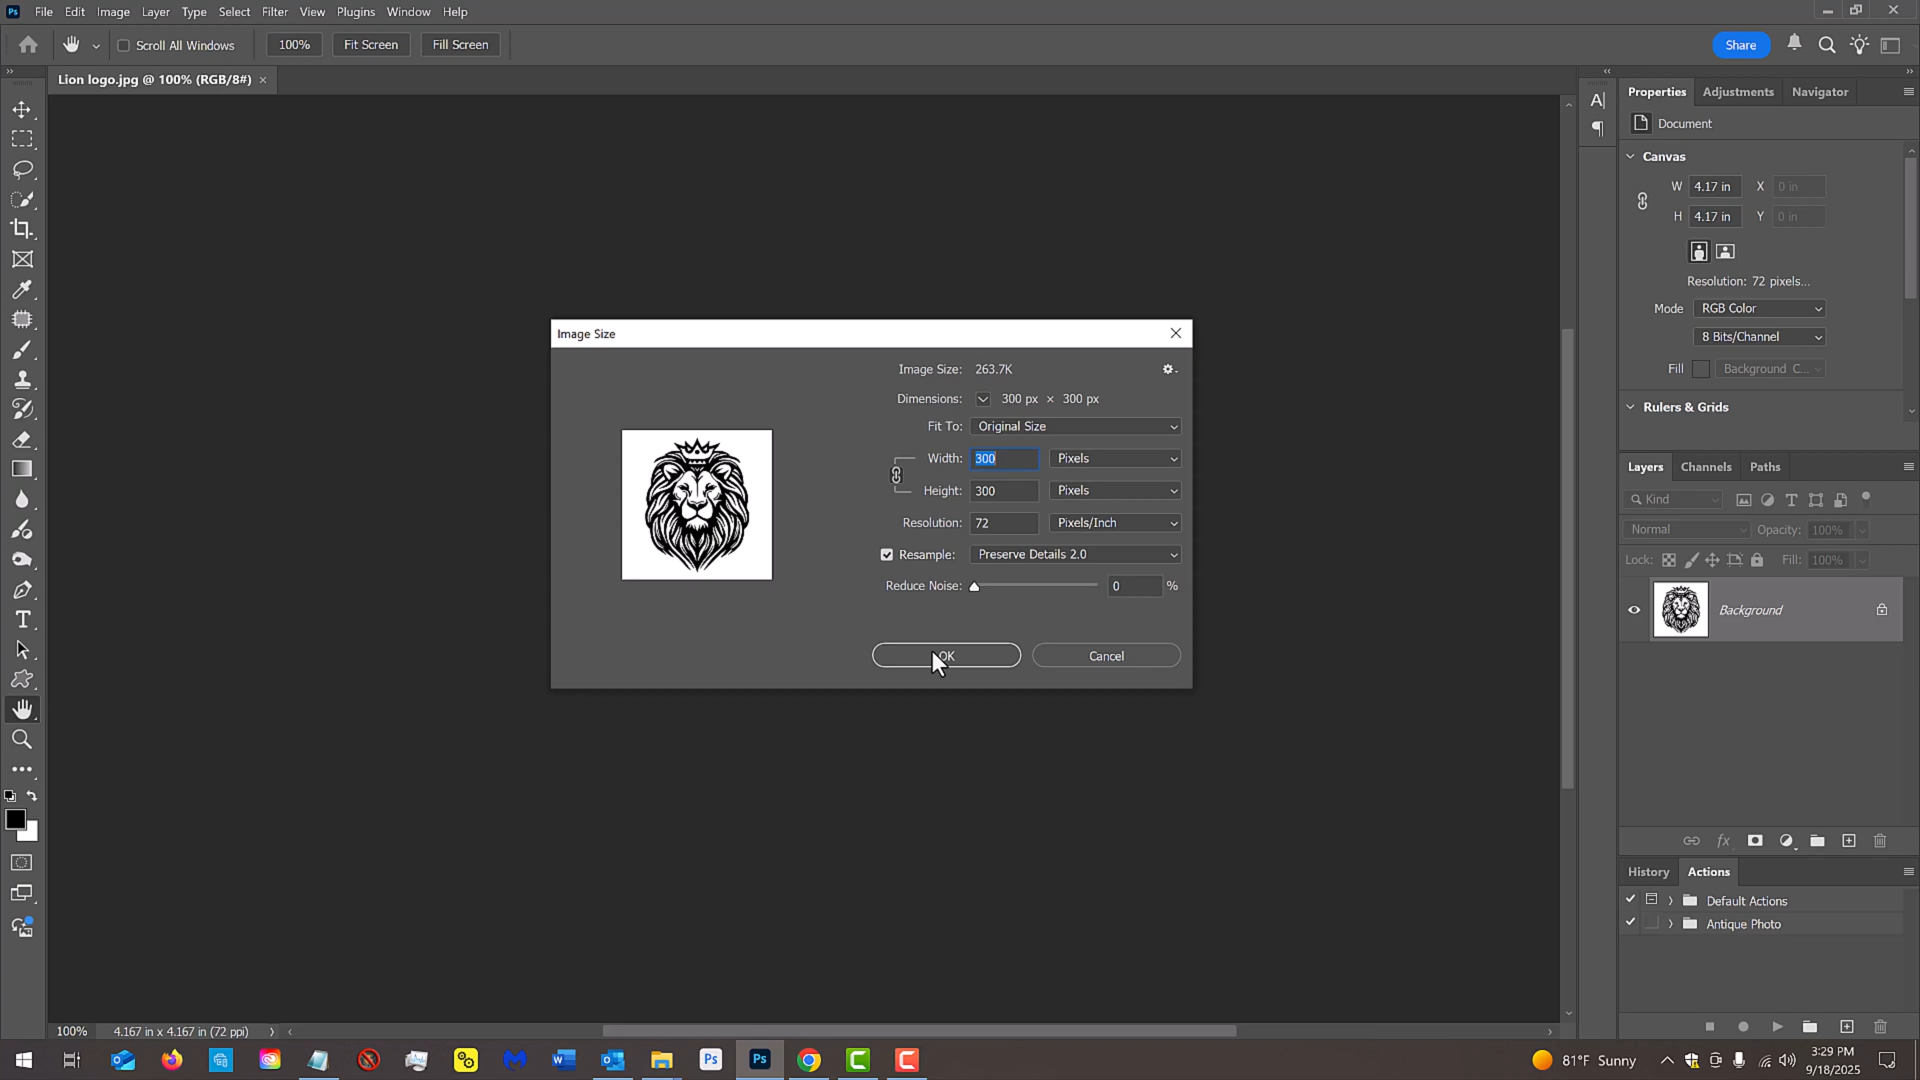 Ps File Edit Image Layer Type Select Filter View Plugins Window Help
Scroll All Windows 100% Fit Screen Fill Screen Share
Lion logo.jpg @ 100% (RGB/8#) ×
Properties Adjustments Navigator
Document
Canvas
W 4.17 in X 0 in
H 4.17 in Y 0 in
Resolution: 72 pixels...
Mode RGB Color
8 Bits/Channel
Fill Background C...
Rulers & Grids
Image Size
Image Size: 263.7K
Dimensions: 300 px × 300 px
Fit To: Original Size
Width: 300 Pixels
Height: 300 Pixels
Resolution: 72 Pixels/Inch
Resample: Preserve Details 2.0
Reduce Noise: 0 %
OK Cancel
Layers Channels Paths
Kind
Normal Opacity: 100%
Lock: Fill: 100%
Background
History Actions
Default Actions
Antique Photo
100% 4.167 in x 4.167 in (72 ppi)
81°F Sunny
3:29 PM
9/18/2025